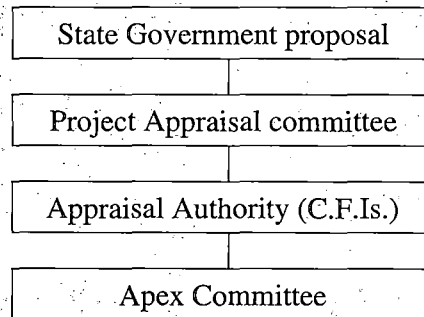 State Government proposal
Project Appraisal committee
Appraisal Authority (C.F.Is.)
Apex Committee